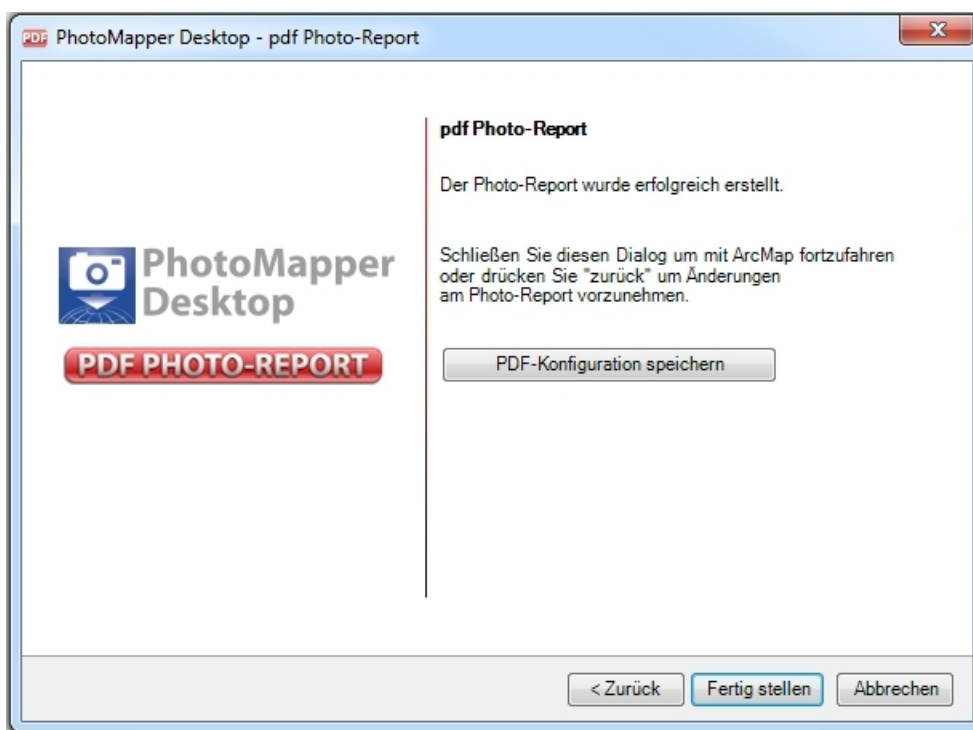 PDF PhotoMapper Desktop - pdf Photo-Report
pdf Photo-Report
Der Photo-Report wurde erfolgreich erstellt.
Schließen Sie diesen Dialog um mit ArcMap fortzufahren
oder drücken Sie "zurück" um Änderungen
am Photo-Report vorzunehmen.
PhotoMapper
Desktop
PDF PHOTO-REPORT
PDF-Konfiguration speichern
< Zurück
Fertig stellen
Abbrechen